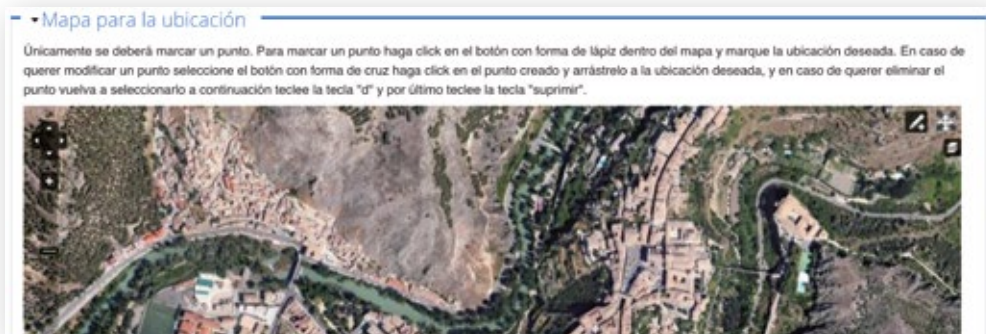 Mapa para la ubicación
Únicamente se deberá marcar un punto. Para marcar un punto haga click en el botón con forma de lápiz dentro del mapa y marque la ubicación deseada. En caso de
querer modificar un punto seleccione el botón con forma de cruz haga click en el punto creado y arrástrelo a la ubicación deseada, y en caso de querer eliminar el
punto vuelva a seleccionarlo a continuación teclee la tecla "d" y por último teclee la tecla "suprimir".